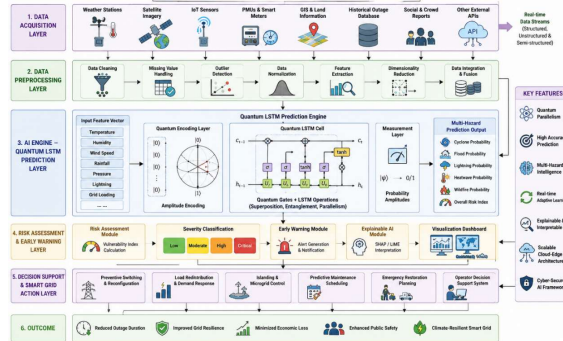 1. DATA
ACQUISITION
LAYER
Weather Stations
Satellite
Imagery
IoT Sensors
PMUs & Smart
Meters
GIS & Land
Information
Historical Outage
Database
Social & Crowd
Reports
Other External
APIs
API
Real-time
Data Streams
(Structured,
Unstructured &
Semi-structured)
2. DATA
PREPROCESSING
LAYER
Data Cleaning
Missing Value
Handling
Outlier
Detection
Data
Normalization
Feature
Extraction
Dimensionality
Reduction
Data Integration
& Fusion
3. AI ENGINE –
QUANTUM LSTM
PREDICTION
LAYER
Quantum LSTM Prediction Engine
Input Feature Vector
Temperature
Humidity
Wind Speed
Rainfall
Pressure
Lightning
Grid Loading
Quantum Encoding Layer
|0⟩
|0⟩
|0⟩
|0⟩
Amplitude Encoding
Quantum LSTM Cell
tanh
σ
σ
tanh
σ
Quantum Gates + LSTM Operations
(Superposition, Entanglement, Parallelism)
Measurement
Layer
0/1
Probability
Amplitudes
Multi-Hazard
Prediction Output
Cyclone Probability
Flood Probability
Lightning Probability
Heatwave Probability
Wildfire Probability
Overall Risk Index
KEY FEATURES
Quantum
Parallelism
High Accuracy
Prediction
Multi-Hazard
Intelligence
Real-time
Adaptive
Explainable
Interpretable
Scalable
Cloud-Edge
Architecture
Cyber-Secu
AI Framework
4. RISK ASSESSMENT
& EARLY WARNING
LAYER
Risk Assessment
Module
Vulnerability Index
Calculation
Severity Classification
Low
Moderate
High
Critical
Early Warning Module
Alert Generation
& Notification
Explainable AI
Module
SHAP / LIME
Interpretation
Visualization Dashboard
5. DECISION SUPPORT
& SMART GRID
ACTION LAYER
Preventive Switching
& Reconfiguration
Load Redistribution
& Demand Response
Islanding &
Microgrid Control
Predictive Maintenance
Scheduling
Emergency Restoration
Planning
Operator Decision
Support System
6. OUTCOME
Reduced Outage Duration
Improved Grid Resilience
Minimized Economic Loss
Enhanced Public Safety
Climate-Resilient Smart Grid